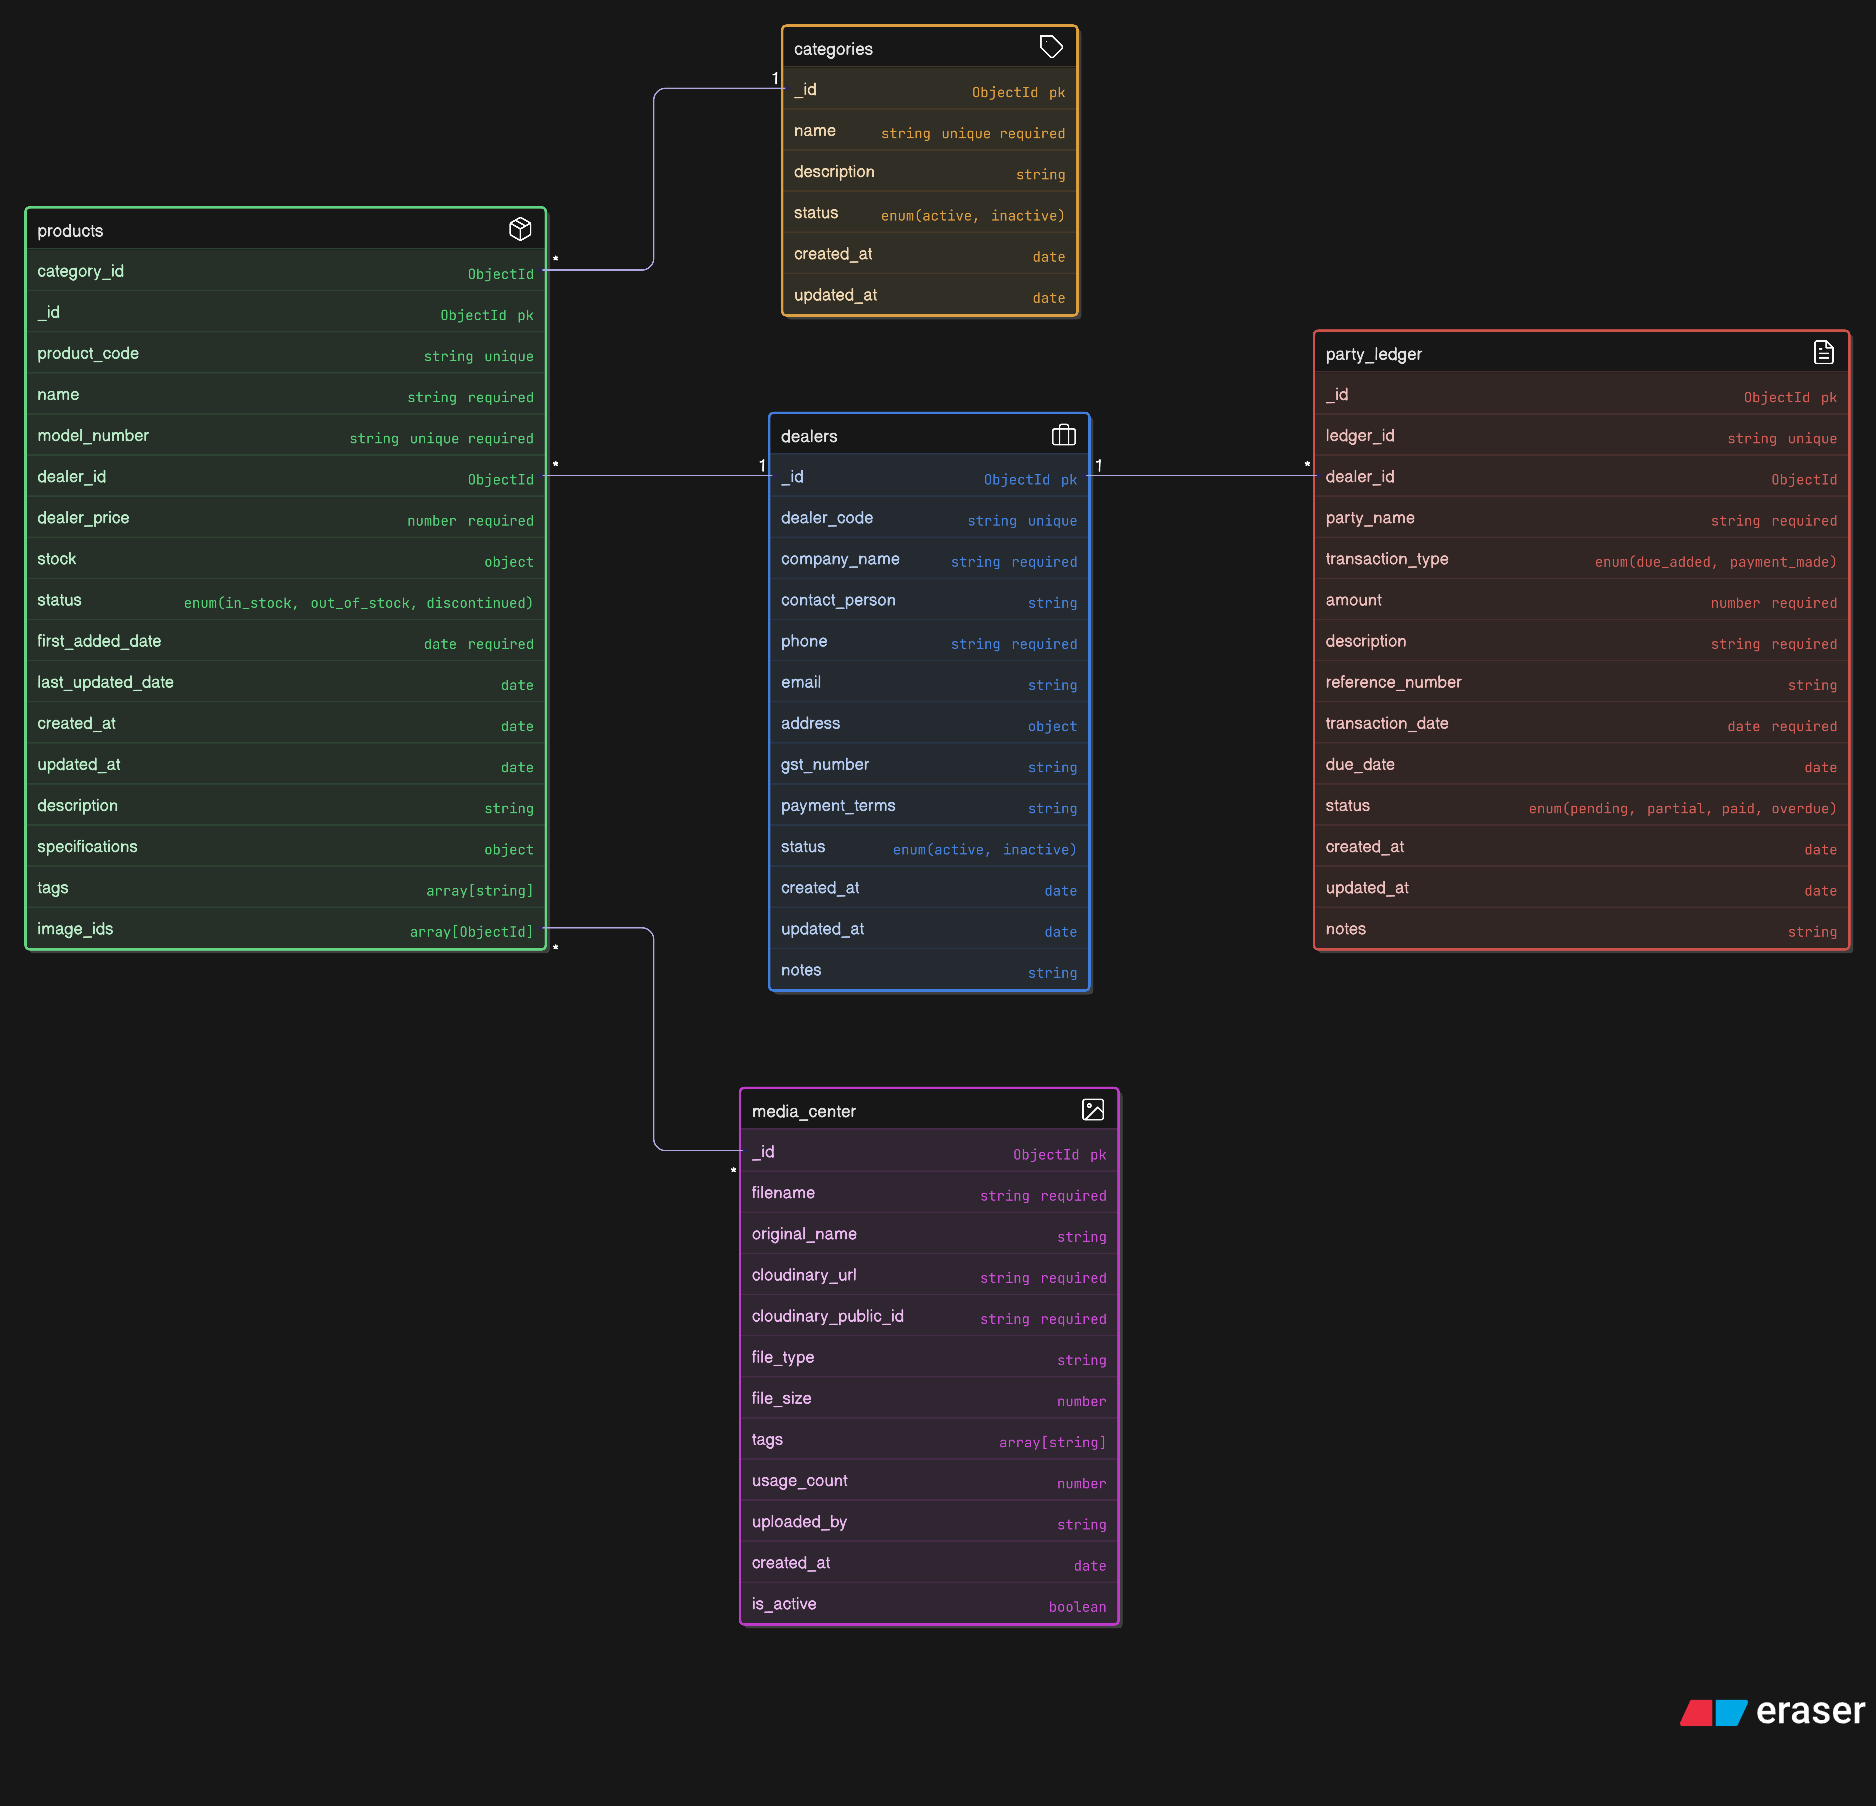 categories
_id ObjectId pk
name string unique required
description string
status enum(active, inactive)
created_at date
updated_at date
products
category_id ObjectId
_id ObjectId pk
product_code string unique
name string required
model_number string unique required
dealer_id ObjectId
dealer_price number required
stock object
status enum(in_stock, out_of_stock, discontinued)
first_added_date date required
last_updated_date date
created_at date
updated_at date
description string
specifications object
tags array[string]
image_ids array[ObjectId]
1
*
*
1
1
*
*
*
dealers
_id ObjectId pk
dealer_code string unique
company_name string required
contact_person string
phone string required
email string
address object
gst_number string
payment_terms string
status enum(active, inactive)
created_at date
updated_at date
notes string
party_ledger
_id ObjectId pk
ledger_id string unique
dealer_id ObjectId
party_name string required
transaction_type enum(due_added, payment_made)
amount number required
description string required
reference_number string
transaction_date date required
due_date date
status enum(pending, partial, paid, overdue)
created_at date
updated_at date
notes string
media_center
_id ObjectId pk
filename string required
original_name string
cloudinary_url string required
cloudinary_public_id string required
file_type string
file_size number
tags array[string]
usage_count number
uploaded_by string
created_at date
is_active boolean
eraser